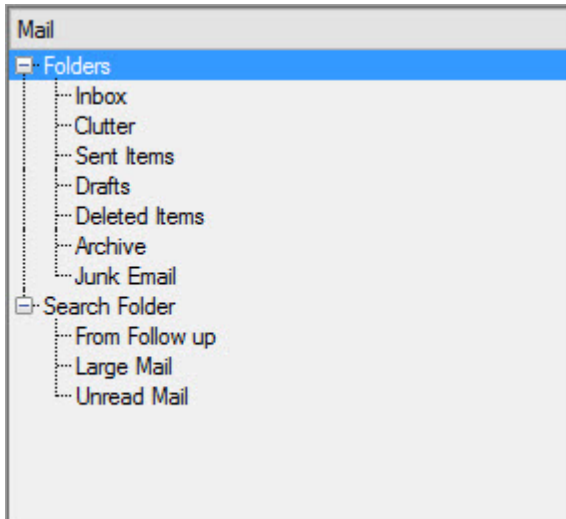 Mail
Folders
Inbox
Clutter
Sent Items
Drafts
Deleted Items
Archive
Junk Email
Search Folder
From Follow up
Large Mail
Unread Mail